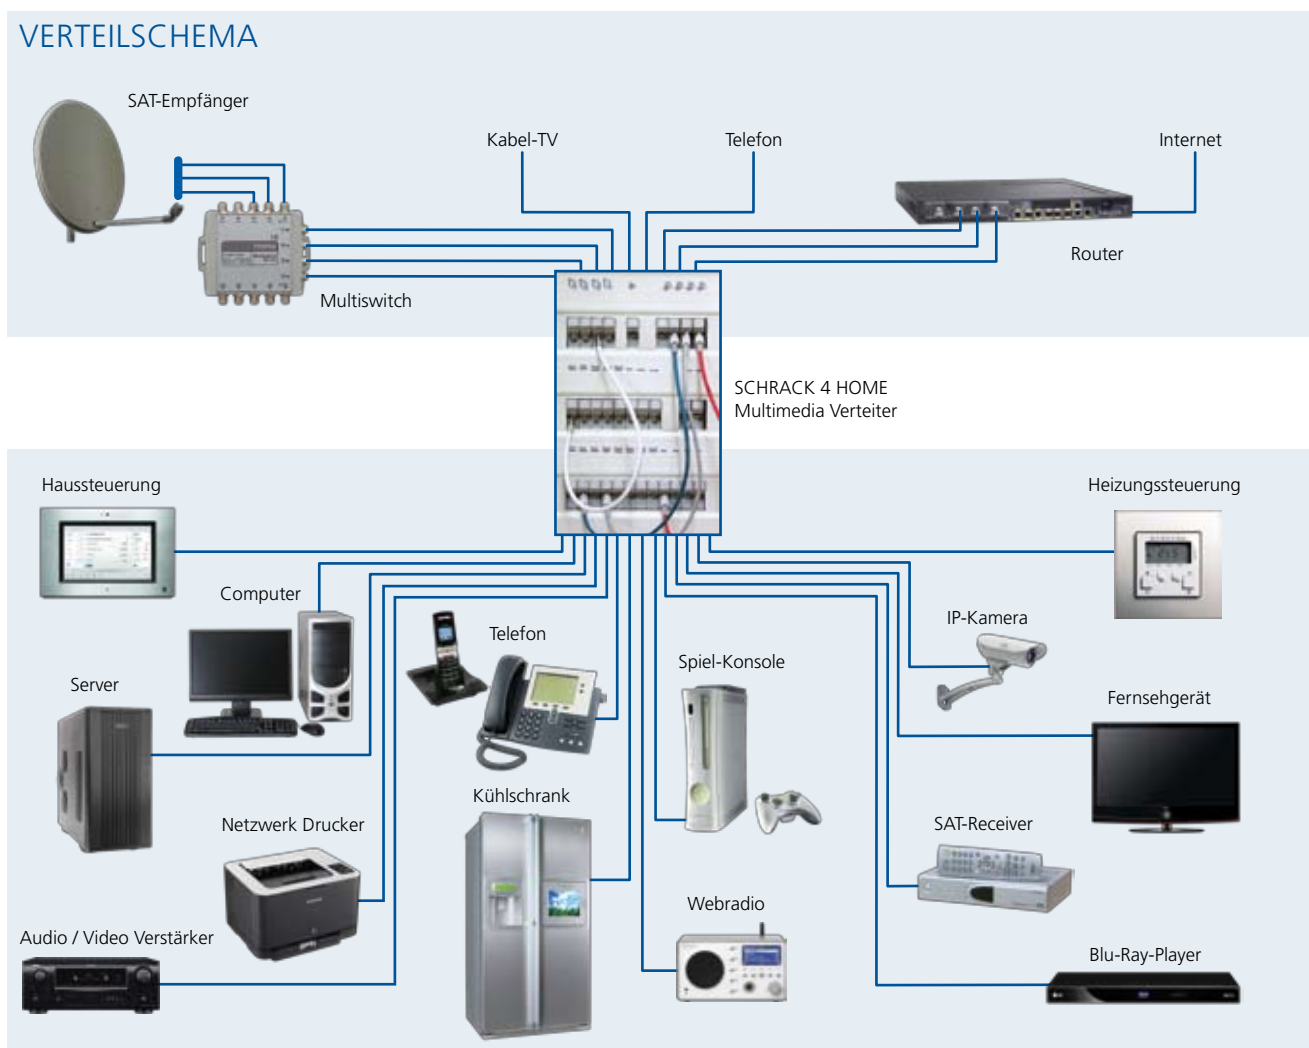 VERTEILSCHEMA
SAT-Empfänger
Kabel-TV
Telefon
Internet
Router
Multiswitch
SCHRACK 4 HOME
Multimedia Verteiter
Haussteuerung
Heizungssteuerung
Computer
IP-Kamera
Telefon
Spiel-Konsole
Server
Fernsehgerät
Kühlschrank
Netzwerk Drucker
SAT-Receiver
Webradio
Audio / Video Verstärker
Blu-Ray-Player